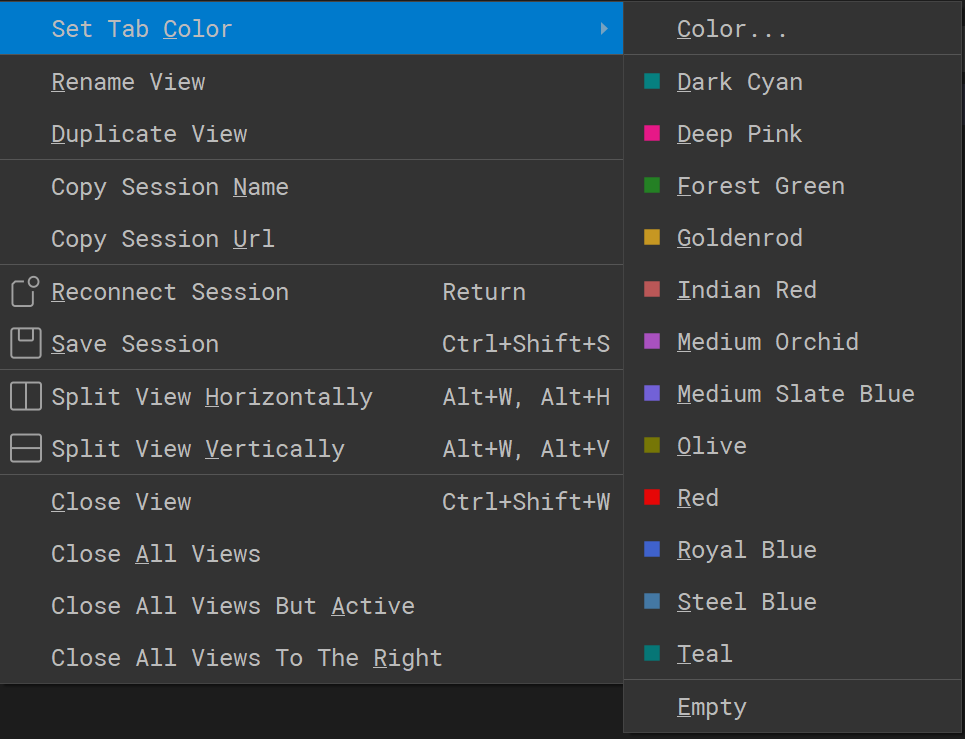 Set Tab Color
Rename View
Duplicate View
Copy Session Name
Copy Session Url
Reconnect Session Return
Save Session Ctrl+Shift+S
Split View Horizontally Alt+W, Alt+H
Split View Vertically Alt+W, Alt+V
Close View Ctrl+Shift+W
Close All Views
Close All Views But Active
Close All Views To The Right
Color...
Dark Cyan
Deep Pink
Forest Green
Goldenrod
Indian Red
Medium Orchid
Medium Slate Blue
Olive
Red
Royal Blue
Steel Blue
Teal
Empty